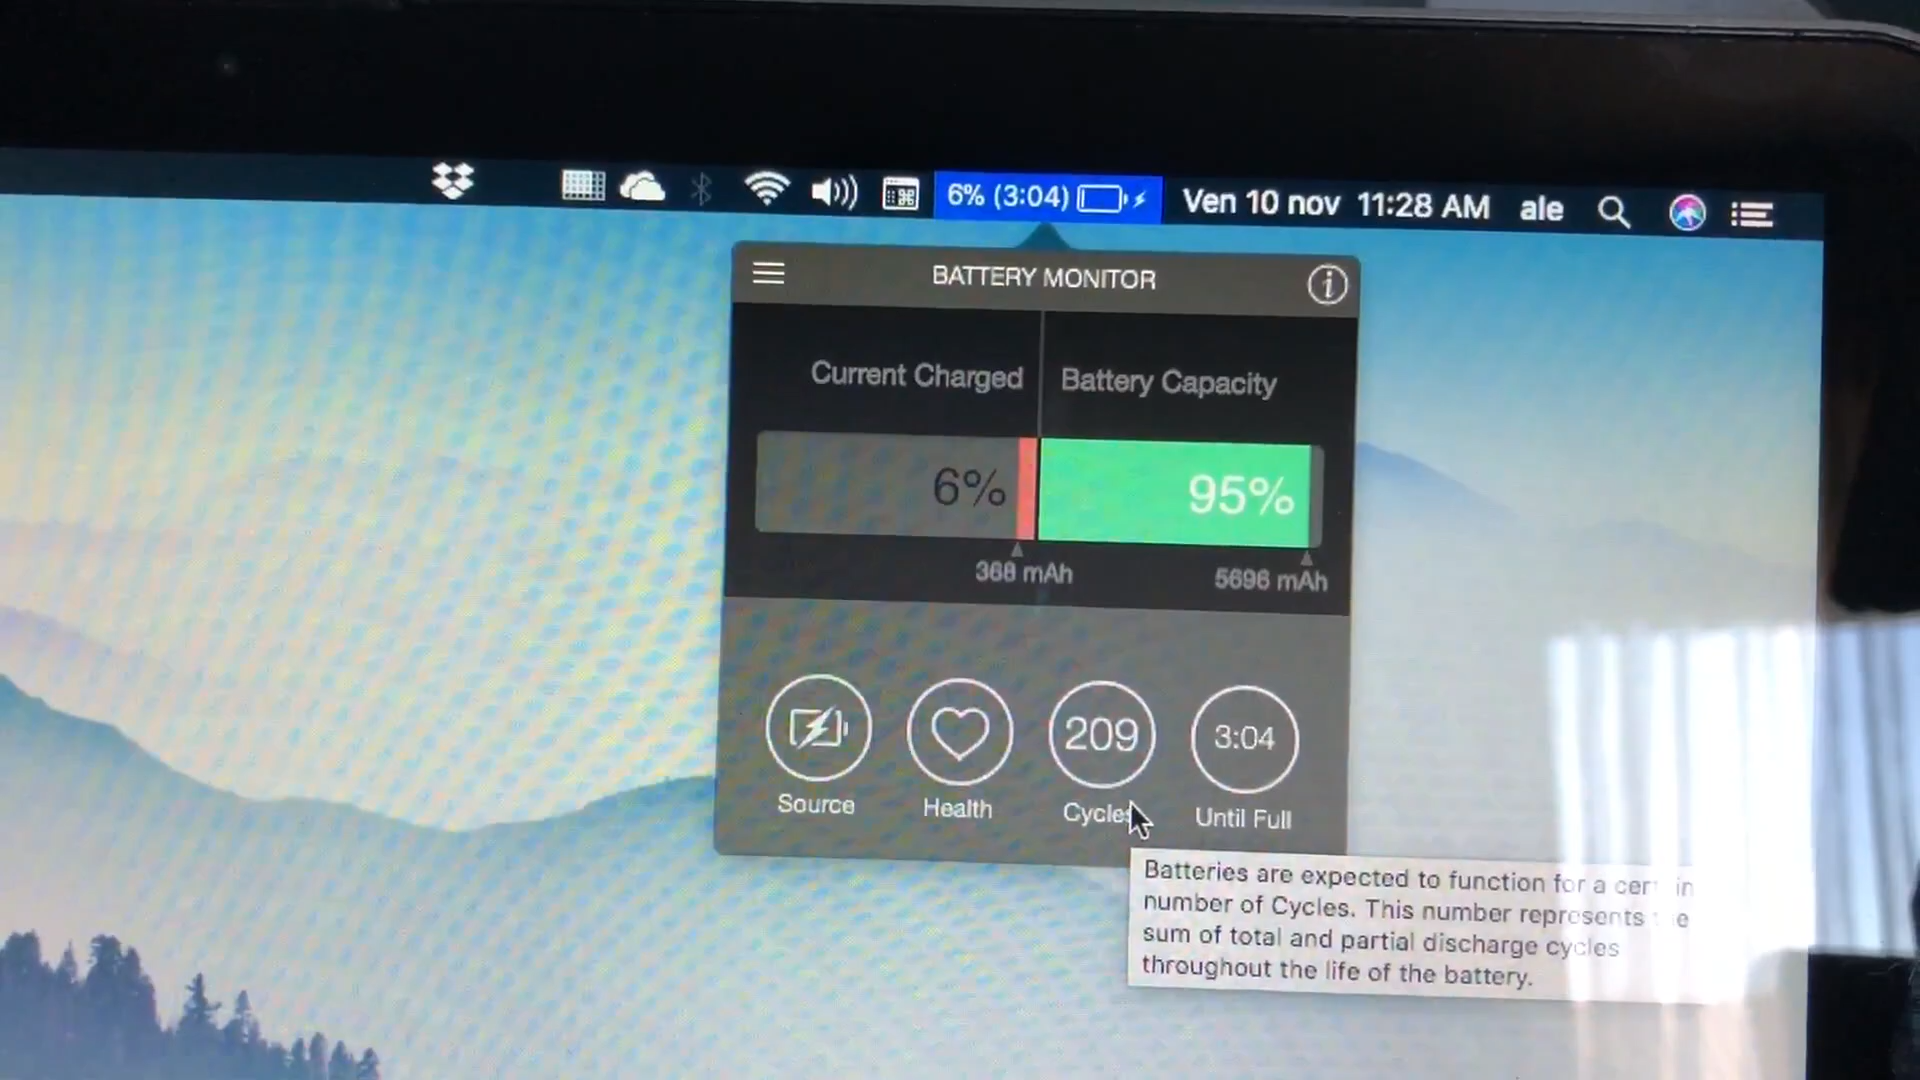 6% (3:04)
Ven 10 nov 11:28 AM ale
BATTERY MONITOR
Current Charged
Battery Capacity
6%
95%
368 mAh
5696 mAh
209
3:04
Source
Health
Cycles
Until Full
Batteries are expected to function for a
number of Cycles. This number represents
sum of total and partial discharge cycles
throughout the life of the battery.